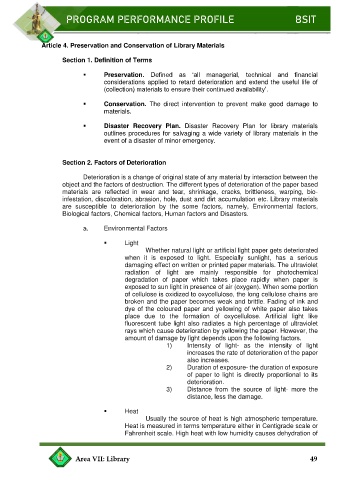 PROGRAM PERFORMANCE PROFILE BSIT
Article 4. Preservation and Conservation of Library Materials
Section 1. Definition of Terms
▪ Preservation. Defined as ‘all managerial, technical and financial
considerations applied to retard deterioration and extend the useful life of
(collection) materials to ensure their continued availability’.
▪ Conservation. The direct intervention to prevent make good damage to
materials.
▪ Disaster Recovery Plan. Disaster Recovery Plan for library materials
outlines procedures for salvaging a wide variety of library materials in the
event of a disaster of minor emergency.
Section 2. Factors of Deterioration
Deterioration is a change of original state of any material by interaction between the
object and the factors of destruction. The different types of deterioration of the paper based
materials are reflected in wear and tear, shrinkage, cracks, brittleness, warping, bio-
infestation, discoloration, abrasion, hole, dust and dirt accumulation etc. Library materials
are susceptible to deterioration by the some factors, namely, Environmental factors,
Biological factors, Chemical factors, Human factors and Disasters.
a. Environmental Factors
▪ Light
Whether natural light or artificial light paper gets deteriorated
when it is exposed to light. Especially sunlight, has a serious
damaging effect on written or printed paper materials. The ultraviolet
radiation of light are mainly responsible for photochemical
degradation of paper which takes place rapidly when paper is
exposed to sun light in presence of air (oxygen). When some portion
of cellulose is oxidized to oxycellulose, the long cellulose chains are
broken and the paper becomes weak and brittle. Fading of ink and
dye of the coloured paper and yellowing of white paper also takes
place due to the formation of oxycellulose. Artificial light like
fluorescent tube light also radiates a high percentage of ultraviolet
rays which cause deterioration by yellowing the paper. However, the
amount of damage by light depends upon the following factors.
1) Intensity of light- as the intensity of light
increases the rate of deterioration of the paper
also increases.
2) Duration of exposure- the duration of exposure
of paper to light is directly proportional to its
deterioration.
3) Distance from the source of light- more the
distance, less the damage.
▪ Heat
Usually the source of heat is high atmospheric temperature.
Heat is measured in terms temperature either in Centigrade scale or
Fahrenheit scale. High heat with low humidity causes dehydration of
Area VII: Library 49